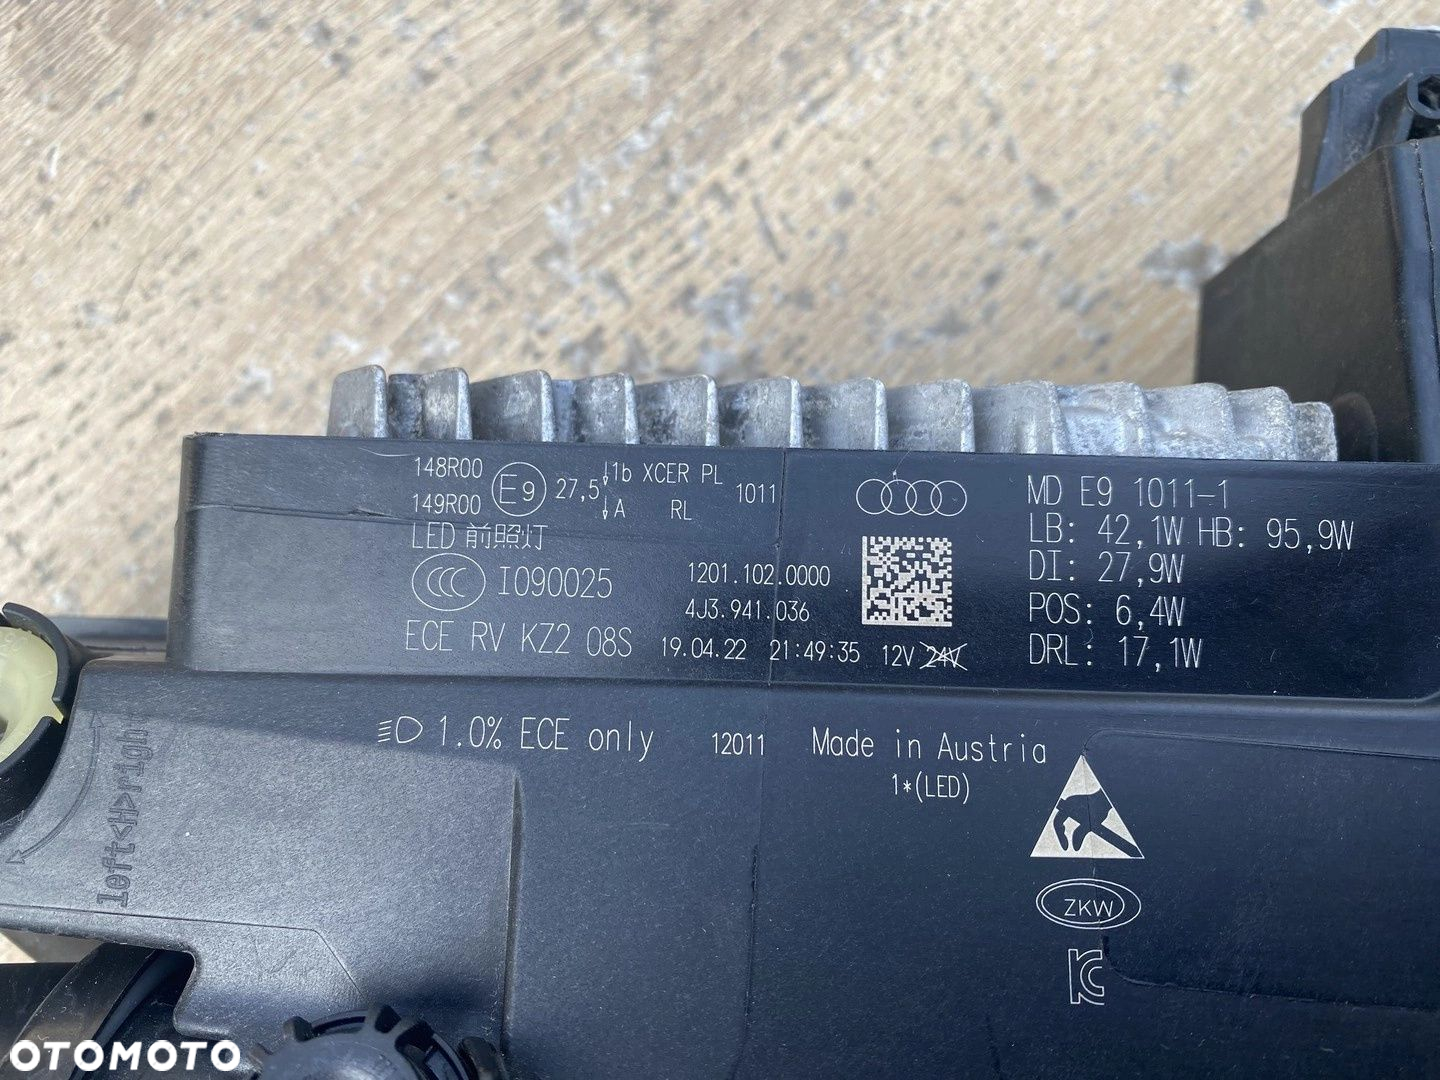 148R00 E9 27,5 ↓1b XCER PL 1011
149R00 ↓A RL
LED 前照灯
CCC I090025
1201.102.0000
4J3.941.036
ECE RV KZ2 08S 19.04.22 21:49:35 12V 24V
MD E9 1011-1
LB: 42,1W HB: 95,9W
DI: 27,9W
POS: 6,4W
DRL: 17,1W
1.0% ECE only 12011 Made in Austria
1*(LED)
left<H>right
ZKW
KC
OTOMOTO